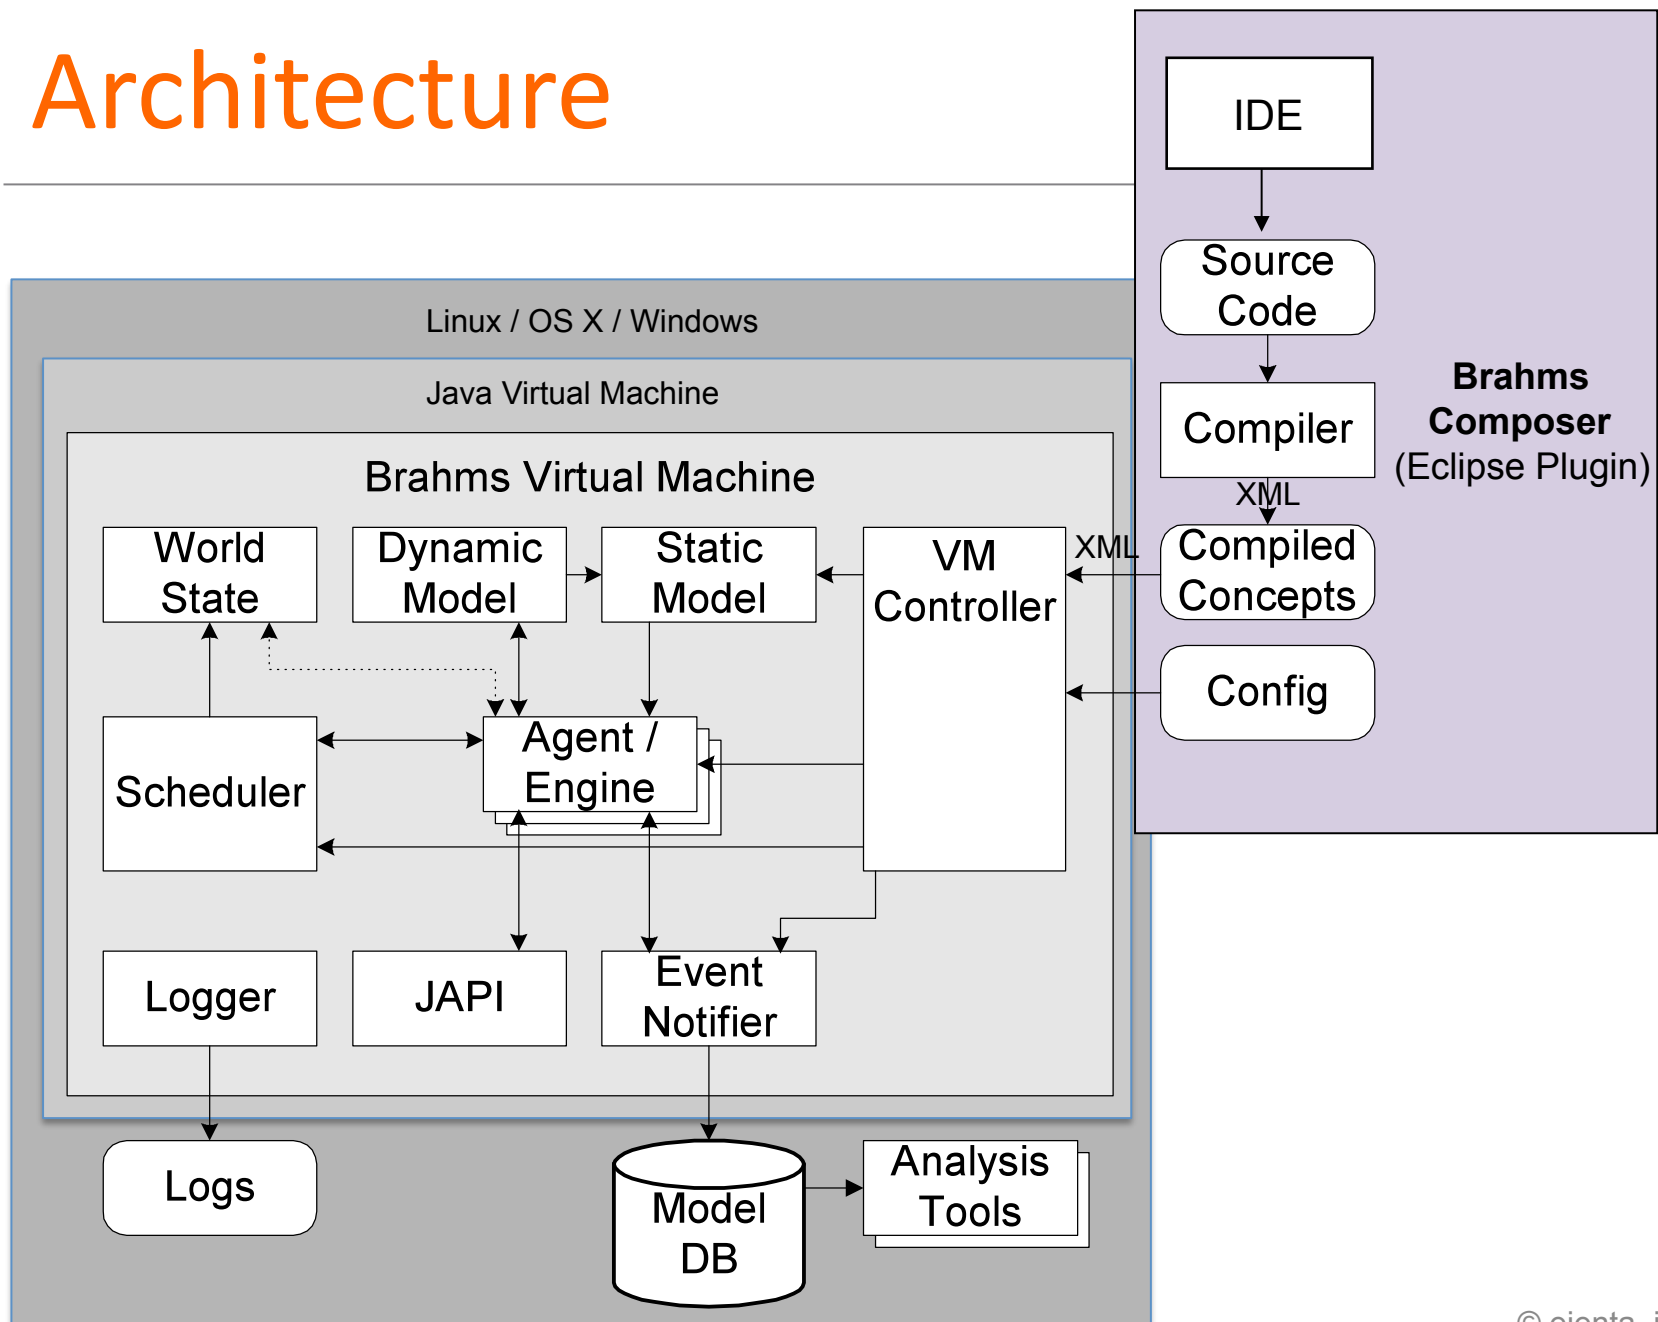 Architecture
IDE
Source
Code
Compiler
XML
Compiled
Concepts
Config
Brahms
Composer
(Eclipse Plugin)
Linux / OS X / Windows
Java Virtual Machine
Brahms Virtual Machine
World
State
Dynamic
Model
Static
Model
VM
Controller
XML
Scheduler
Agent /
Engine
Logger
JAPI
Event
Notifier
Logs
Model
DB
Analysis
Tools